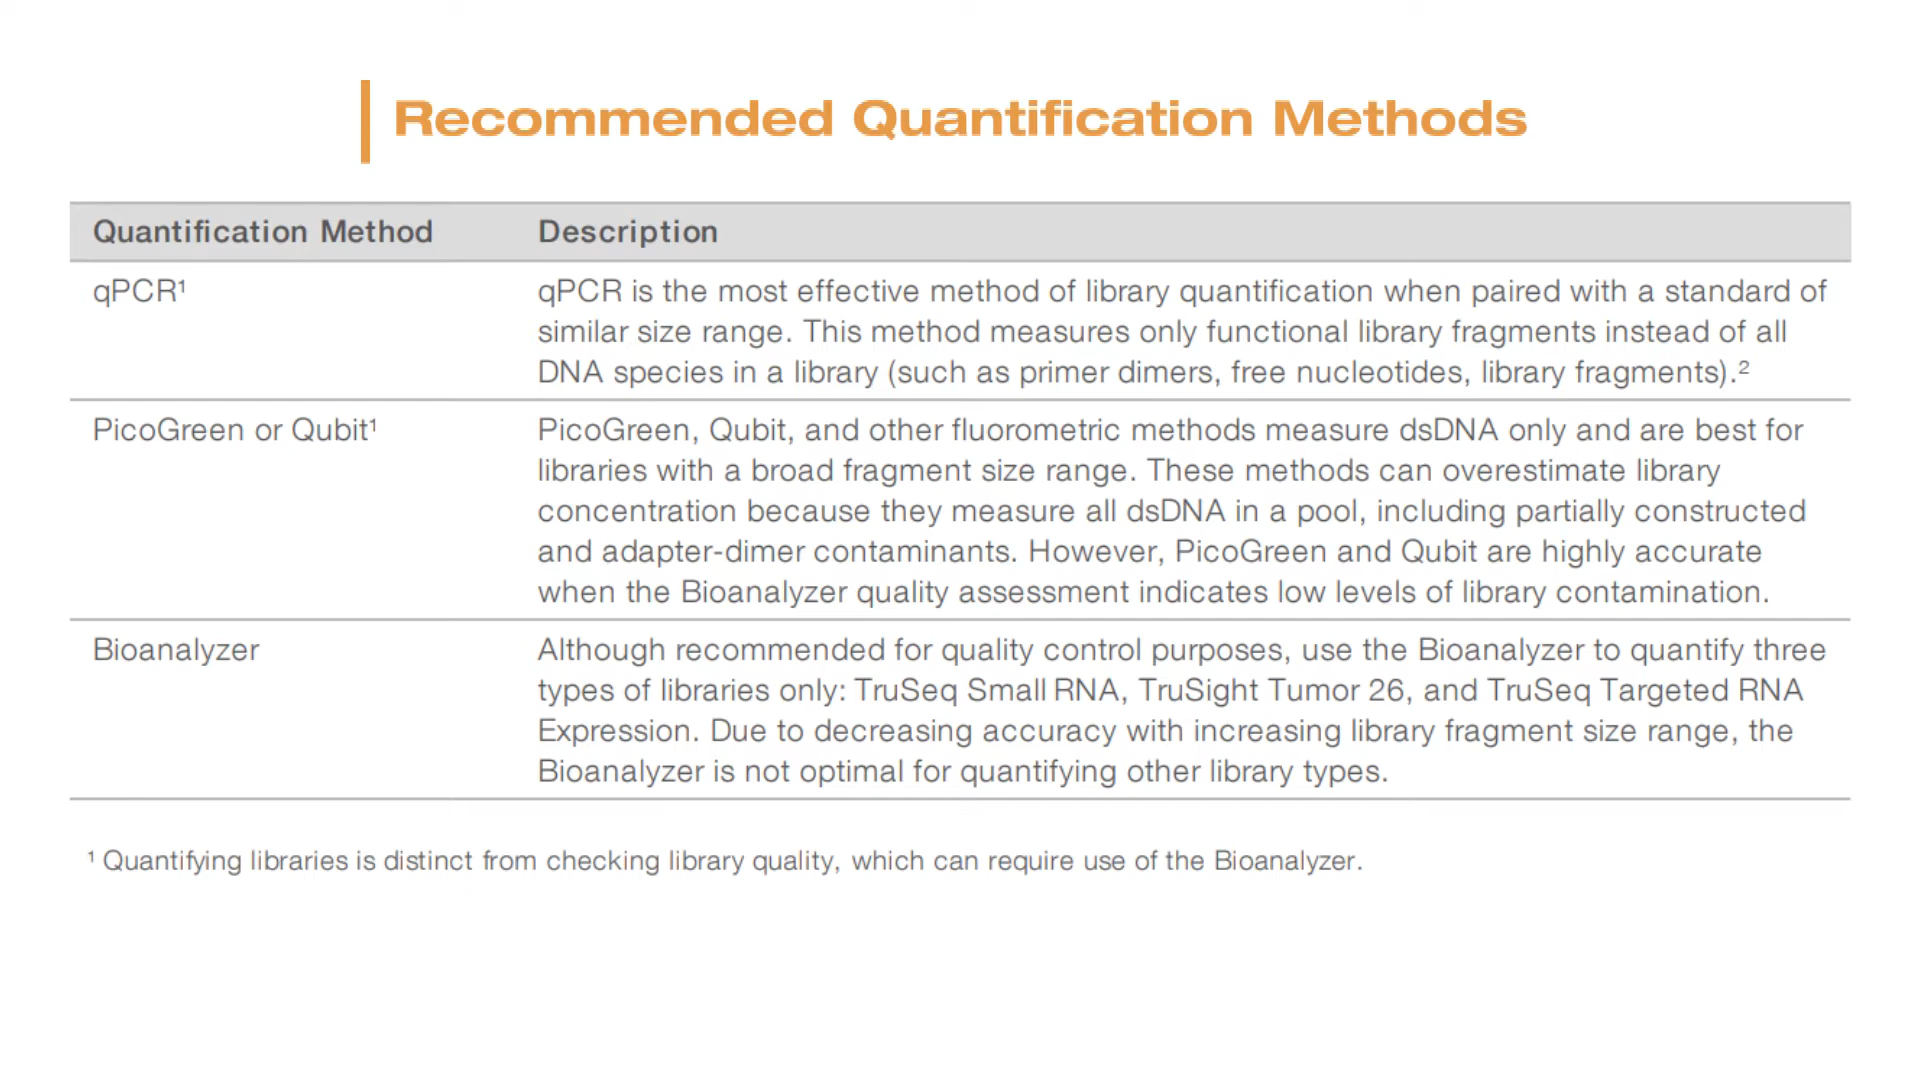 Recommended Quantification Methods
Quantification Method Description
qPCR¹ qPCR is the most effective method of library quantification when paired with a standard of
similar size range. This method measures only functional library fragments instead of all
DNA species in a library (such as primer dimers, free nucleotides, library fragments).²
PicoGreen or Qubit¹ PicoGreen, Qubit, and other fluorometric methods measure dsDNA only and are best for
libraries with a broad fragment size range. These methods can overestimate library
concentration because they measure all dsDNA in a pool, including partially constructed
and adapter-dimer contaminants. However, PicoGreen and Qubit are highly accurate
when the Bioanalyzer quality assessment indicates low levels of library contamination.
Bioanalyzer Although recommended for quality control purposes, use the Bioanalyzer to quantify three
types of libraries only: TruSeq Small RNA, TruSight Tumor 26, and TruSeq Targeted RNA
Expression. Due to decreasing accuracy with increasing library fragment size range, the
Bioanalyzer is not optimal for quantifying other library types.
¹ Quantifying libraries is distinct from checking library quality, which can require use of the Bioanalyzer.